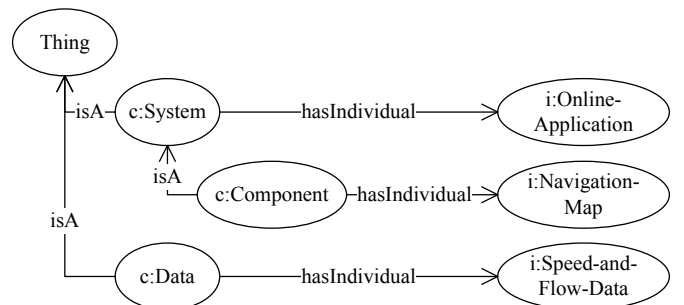 Thing
isA
c:System
hasIndividual
i:Online-
Application
isA
c:Component
hasIndividual
i:Navigation-
Map
isA
c:Data
hasIndividual
i:Speed-and-
Flow-Data